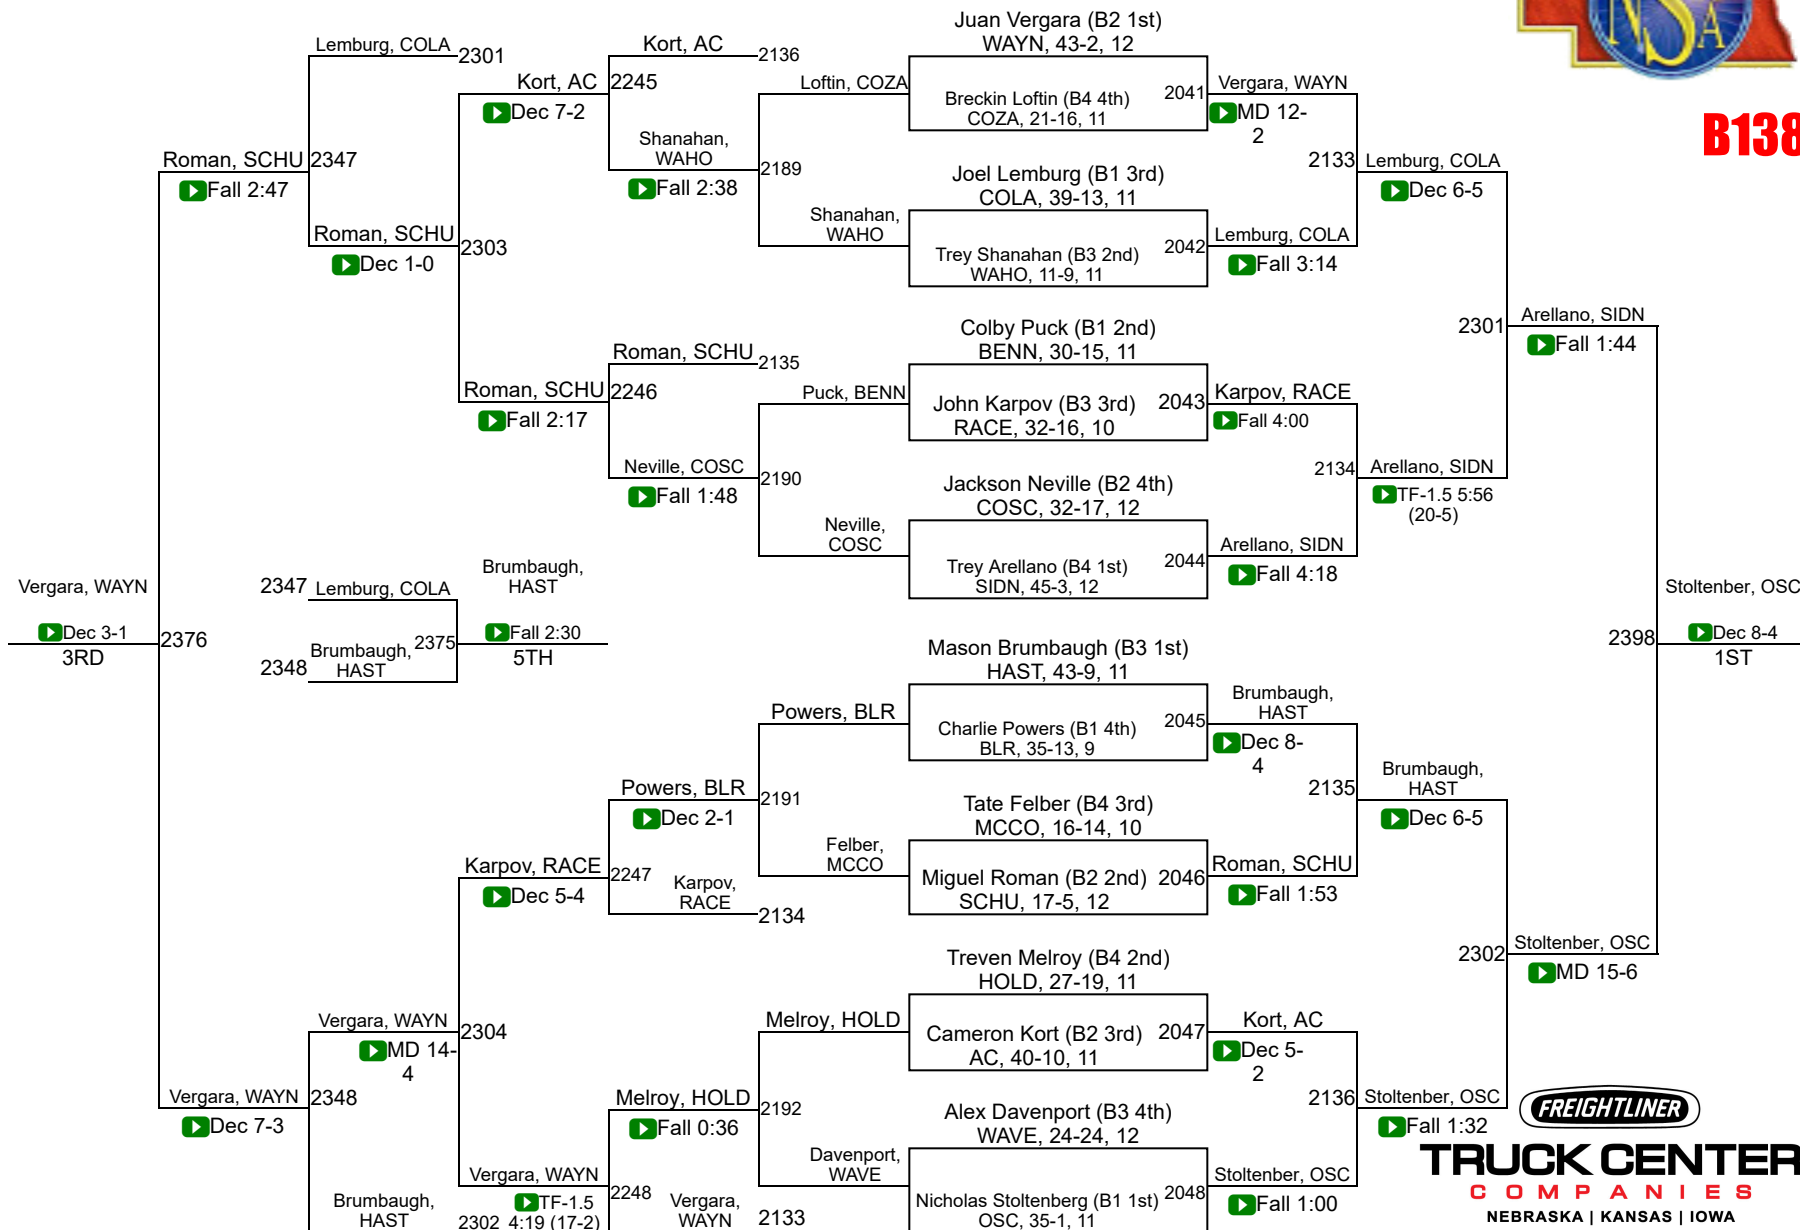 Juan Vergara (B2 1st)
WAYN, 43-2, 12
Breckin Loftin (B4 4th)
COZA, 21-16, 11
2041
Joel Lemburg (B1 3rd)
COLA, 39-13, 11
Trey Shanahan (B3 2nd)
WAHO, 11-9, 11
2042
Colby Puck (B1 2nd)
BENN, 30-15, 11
John Karpov (B3 3rd)
RACE, 32-16, 10
2043
Jackson Neville (B2 4th)
COSC, 32-17, 12
Trey Arellano (B4 1st)
SIDN, 45-3, 12
2044
Mason Brumbaugh (B3 1st)
HAST, 43-9, 11
Charlie Powers (B1 4th)
BLR, 35-13, 9
2045
Tate Felber (B4 3rd)
MCCO, 16-14, 10
Miguel Roman (B2 2nd)
SCHU, 17-5, 12
2046
Treven Melroy (B4 2nd)
HOLD, 27-19, 11
Cameron Kort (B2 3rd)
AC, 40-10, 11
2047
Alex Davenport (B3 4th)
WAVE, 24-24, 12
Nicholas Stoltenberg (B1 1st)
OSC, 35-1, 11
2048
Vergara, WAYN
MD 12-
2
2133
Lemburg, COLA
Fall 3:14
Karpov, RACE
Fall 4:00
2134
Arellano, SIDN
Fall 4:18
Brumbaugh,
HAST
Dec 8-
4
2135
Roman, SCHU
Fall 1:53
Kort, AC
Dec 5-
2
2136
Stoltenber, OSC
Fall 1:00
Lemburg, COLA
Dec 6-5
2301
Arellano, SIDN
TF-1.5 5:56
(20-5)
Brumbaugh,
HAST
Dec 6-5
2302
Stoltenber, OSC
Fall 1:32
Arellano, SIDN
Fall 1:44
2398
Stoltenber, OSC
MD 15-6
Stoltenber, OSC
Dec 8-4
1ST
Loftin, COZA
2189
Shanahan,
WAHO
Puck, BENN
2190
Neville,
COSC
Powers, BLR
2191
Felber,
MCCO
Melroy, HOLD
2192
Davenport,
WAVE
Kort, AC
2136
2245
Shanahan,
WAHO
Fall 2:38
Roman, SCHU
2135
2246
Neville, COSC
Fall 1:48
Powers, BLR
Dec 2-1
2247
Karpov,
RACE
2134
Melroy, HOLD
Fall 0:36
2248
Vergara,
WAYN
2133
Kort, AC
Dec 7-2
2303
Roman, SCHU
Fall 2:17
Karpov, RACE
Dec 5-4
2304
Vergara, WAYN
TF-1.5
4:19 (17-2)
Lemburg, COLA
2301
2347
Roman, SCHU
Dec 1-0
Vergara, WAYN
MD 14-
4
2348
Brumbaugh,
HAST
2302
Roman, SCHU
Fall 2:47
2376
Vergara, WAYN
Dec 7-3
Vergara, WAYN
Dec 3-1
3RD
2347
Lemburg, COLA
2375
2348
Brumbaugh,
HAST
Brumbaugh,
HAST
Fall 2:30
5TH
NSA
B138
FREIGHTLINER
TRUCK CENTER
COMPANIES
NEBRASKA | KANSAS | IOWA